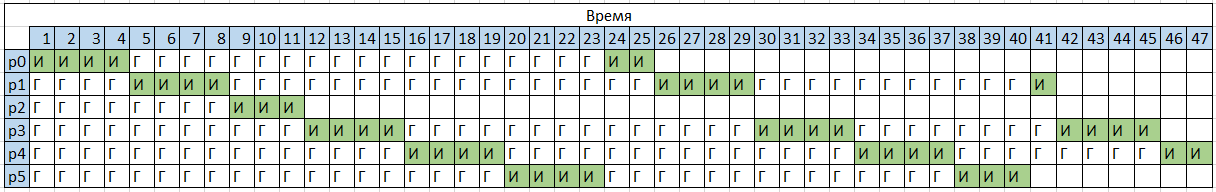 Время
1 2 3 4 5 6 7 8 9 10 11 12 13 14 15 16 17 18 19 20 21 22 23 24 25 26 27 28 29 30 31 32 33 34 35 36 37 38 39 40 41 42 43 44 45 46 47
p0 И И И И Г Г Г Г Г Г Г Г Г Г Г Г Г Г Г Г Г Г Г И И
p1 Г Г Г Г И И И И Г Г Г Г Г Г Г Г Г Г Г Г Г Г Г Г Г И И И И Г Г Г Г Г Г Г Г Г Г Г И
p2 Г Г Г Г Г Г Г Г И И И
p3 Г Г Г Г Г Г Г Г Г Г Г И И И И Г Г Г Г Г Г Г Г Г Г Г Г Г Г И И И И Г Г Г Г Г Г Г Г И И И И
p4 Г Г Г Г Г Г Г Г Г Г Г Г Г Г Г И И И И Г Г Г Г Г Г Г Г Г Г Г Г Г Г И И И И Г Г Г Г Г Г Г Г И И
p5 Г Г Г Г Г Г Г Г Г Г Г Г Г Г Г Г Г Г Г И И И И Г Г Г Г Г Г Г Г Г Г Г Г Г Г И И И